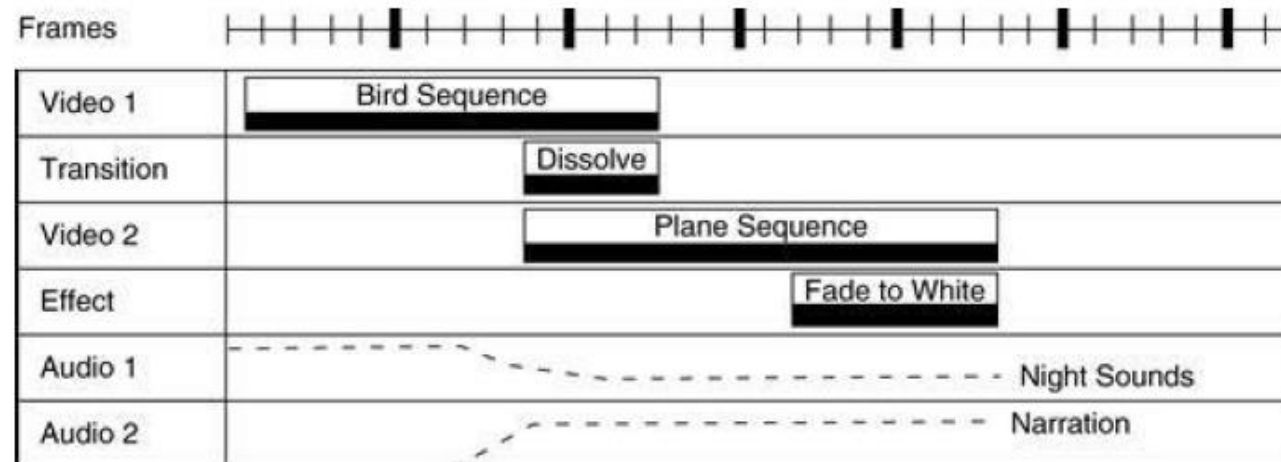 Frames
Video 1 Bird Sequence
Transition Dissolve
Video 2 Plane Sequence
Effect Fade to White
Audio 1 Night Sounds
Audio 2 Narration